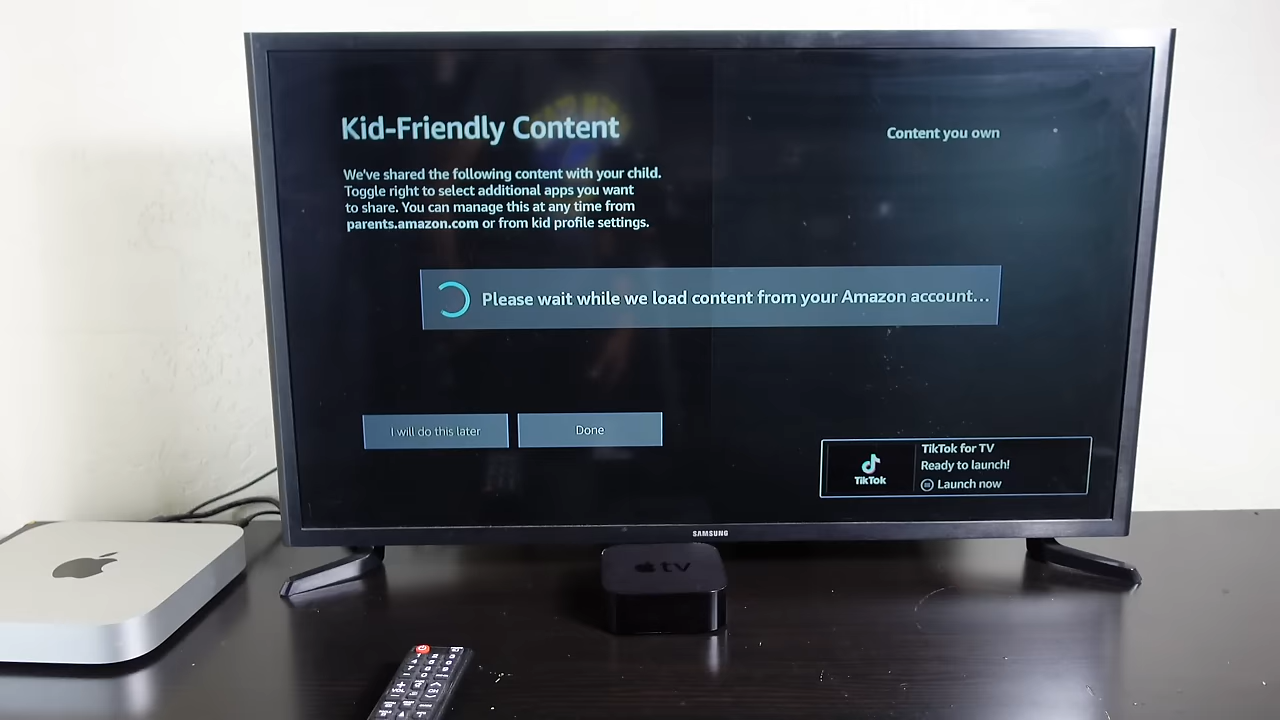 Kid-Friendly Content
We've shared the following content with your child.
Toggle right to select additional apps you want
to share. You can manage this at any time from
parents.amazon.com or from kid profile settings.
Content you own
Please wait while we load content from your Amazon account...
I will do this later
Done
TikTok
TikTok for TV
Ready to launch!
Launch now
SAMSUNG
tv